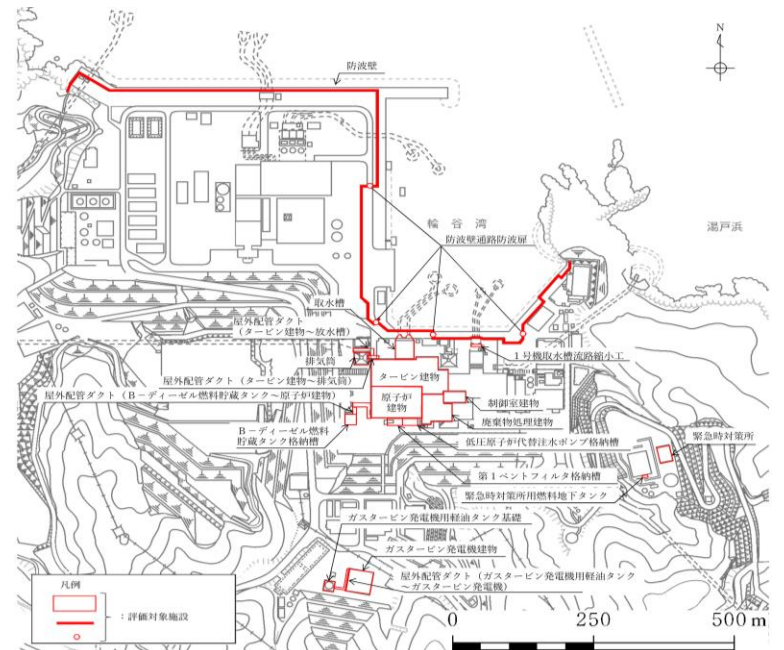 防波壁
N
輪谷湾
湯戸浜
防波壁通路防波扉
取水槽
屋外配管ダクト
(タービン建物~放水槽)
排気筒
1号機取水槽流路縮小工
屋外配管ダクト(タービン建物~排気筒)
タービン建物
屋外配管ダクト(B-ディーゼル燃料貯蔵タンク~原子炉建物)
原子炉
建物
制御室建物
廃棄物処理建物
B-ディーゼル燃料
貯蔵タンク格納槽
低圧原子炉代替注水ポンプ格納槽
緊急時対策所
第1ベントフィルタ格納槽
緊急時対策所用燃料地下タンク
ガスタービン発電機用軽油タンク基礎
ガスタービン発電機建物
屋外配管ダクト(ガスタービン発電機用軽油タンク
~ガスタービン発電機)
凡例
:評価対象施設
0 250 500 m